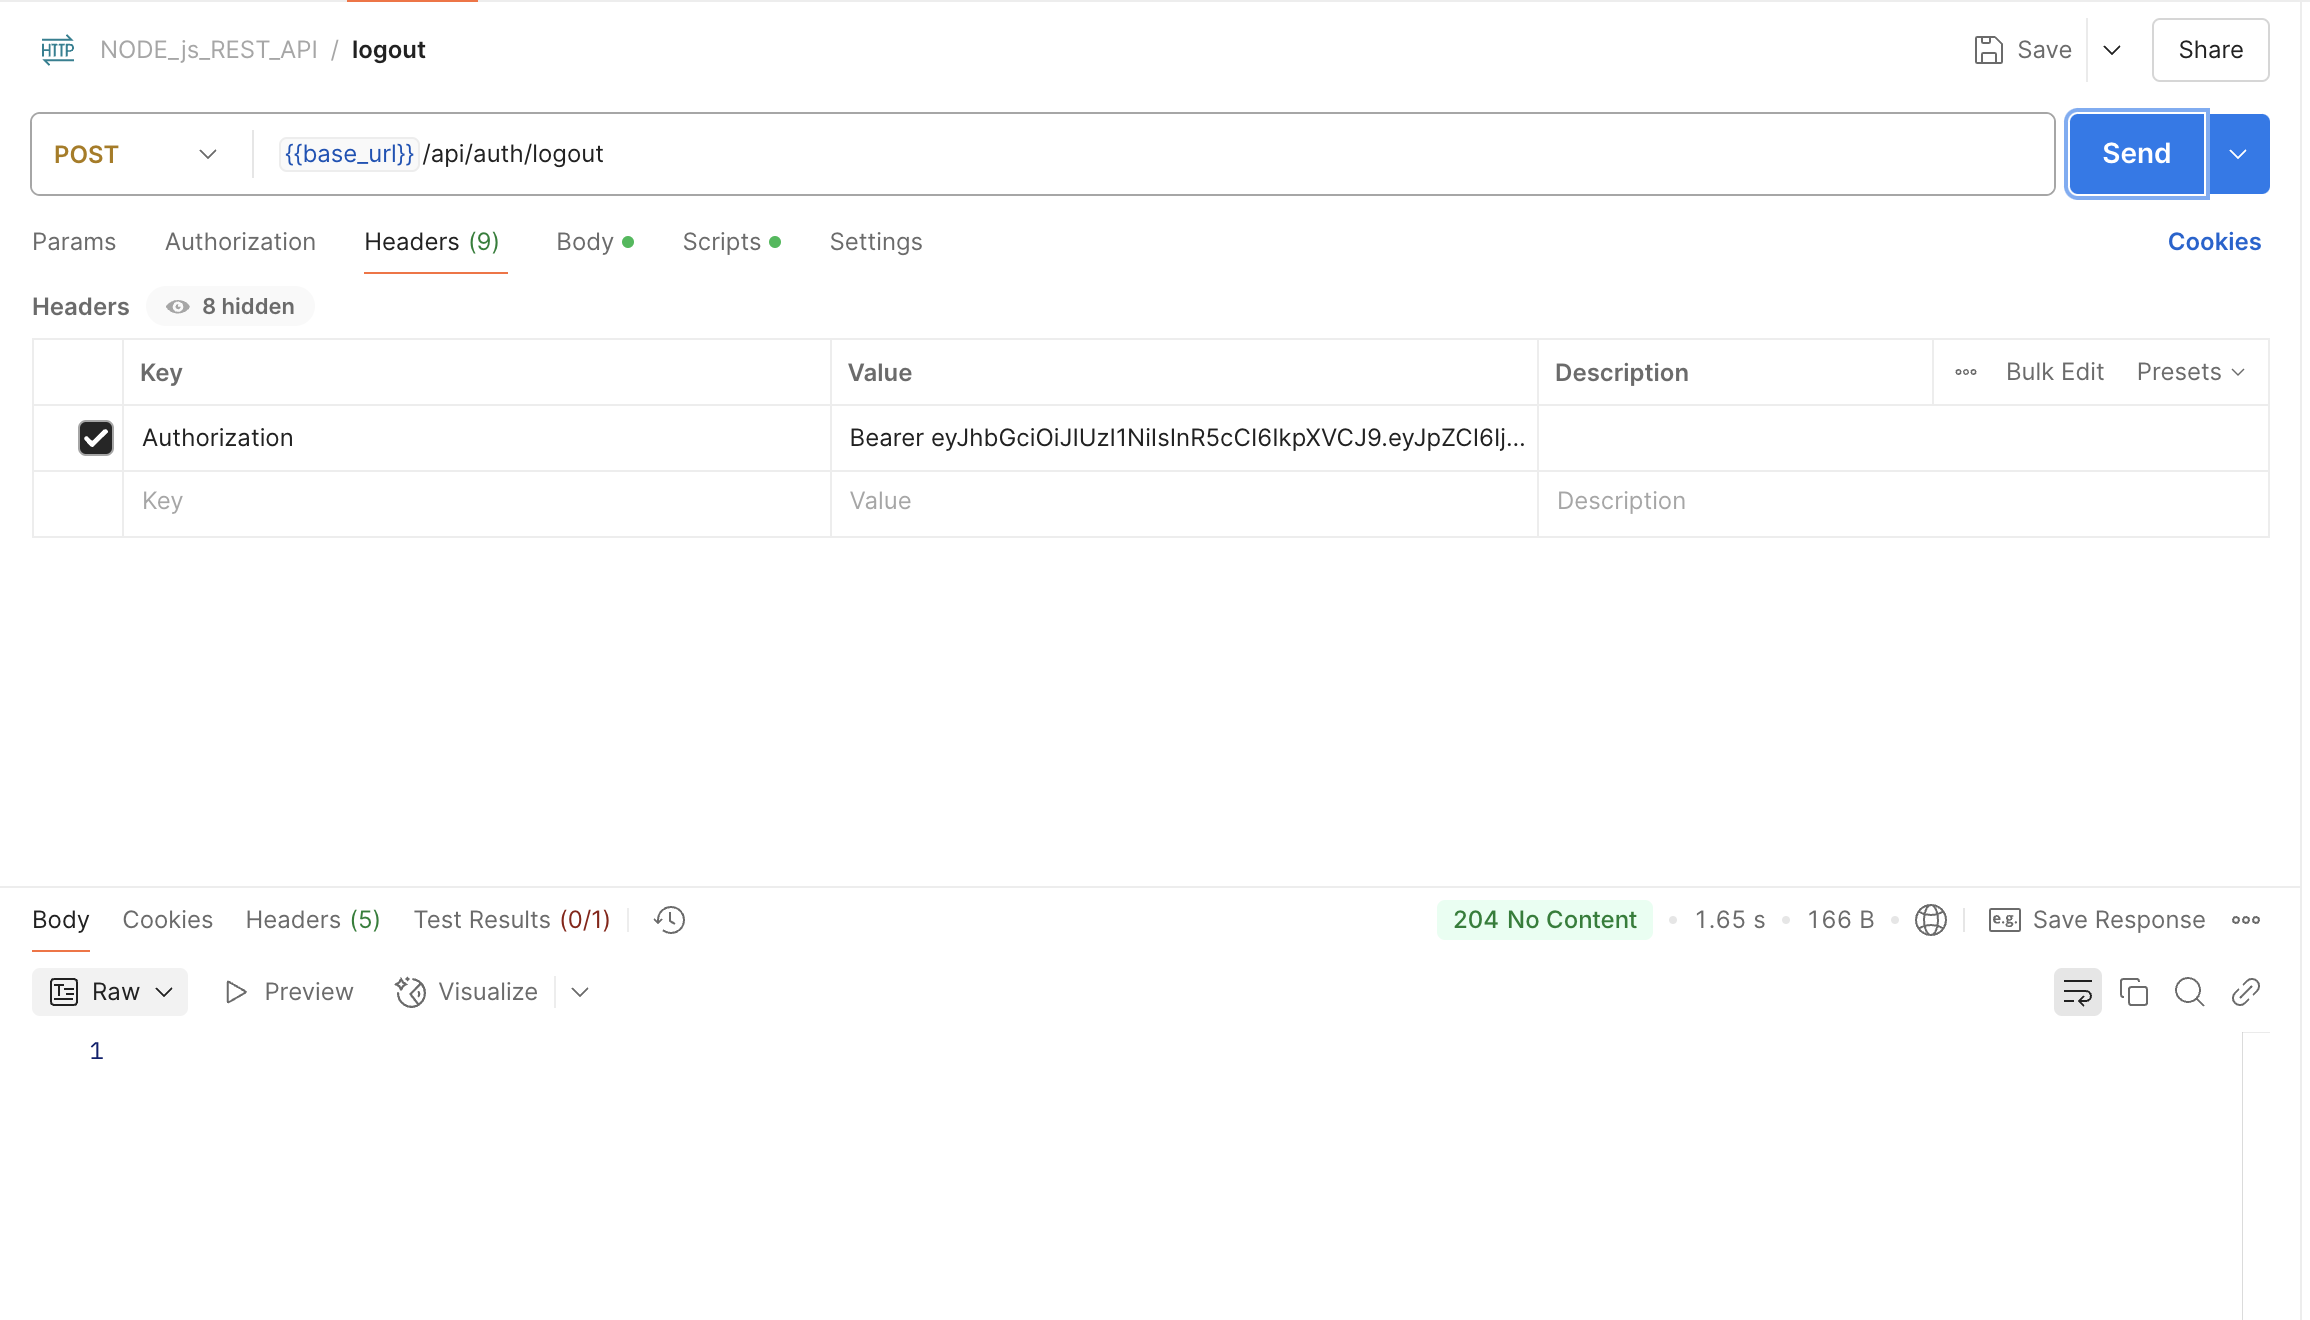 HTTP NODE_js_REST_API / logout Save Share
POST {{base_url}} /api/auth/logout Send
Params Authorization Headers (9) Body Scripts Settings Cookies
Headers 8 hidden
Key Value Description Bulk Edit Presets
Authorization Bearer eyJhbGciOiJIUzI1NiIsInR5cCI6IkpXVCJ9.eyJpZCI6Ij...
Key Value Description
Body Cookies Headers (5) Test Results (0/1) 204 No Content 1.65 s 166 B e.g. Save Response
Raw Preview Visualize
1